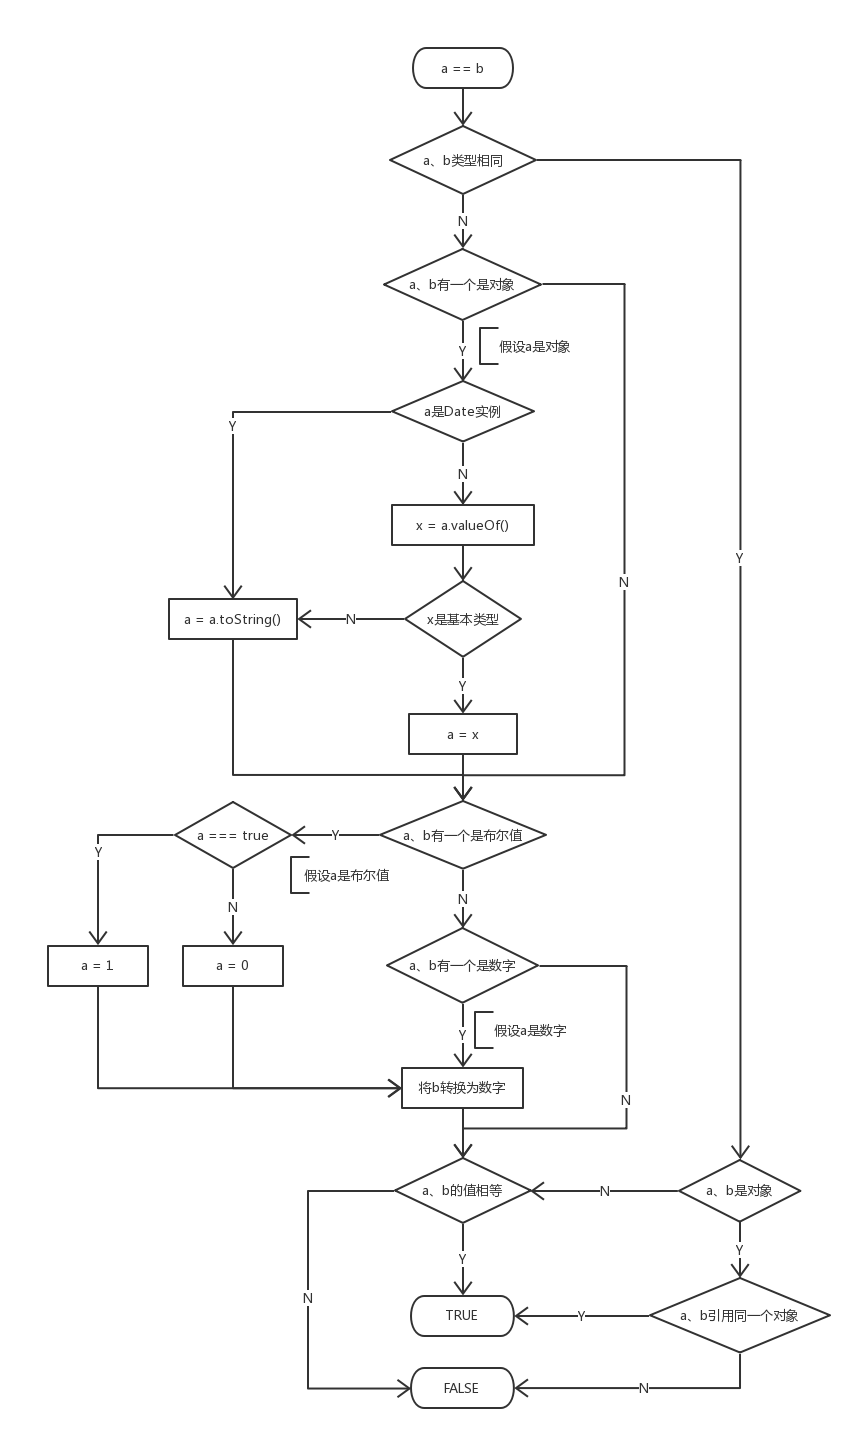 a == b
a、b类型相同
N
a、b有一个是对象
Y
假设a是对象
a是Date实例
Y
N
x = a.valueOf()
Y
N
a = a.toString()
N
x是基本类型
Y
a = x
a === true
Y
a、b有一个是布尔值
Y
假设a是布尔值
N
N
a = 1
a = 0
a、b有一个是数字
Y
假设a是数字
将b转换为数字
N
a、b的值相等
N
a、b是对象
Y
Y
N
TRUE
Y
a、b引用同一个对象
FALSE
N